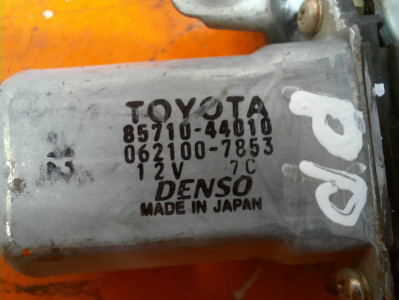 TOYOTA
85710-44010
062100-7853
12V 7C
DENSO
MADE IN JAPAN